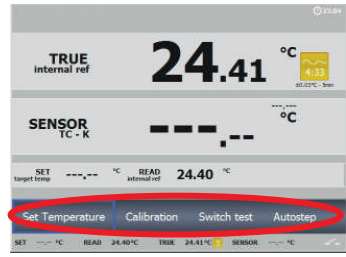 23:04
TRUE
internal ref
24.41 °C
4:33
±0.03°C - 5min
SENSOR
TC - K
---.-- °C
---,--
SET
target temp
---,-- °C
READ
internal ref
24.40 °C
Set Temperature Calibration Switch test Autostep
SET ---.-- °C READ 24.40°C TRUE 24.41°C SENSOR ---.-- °C